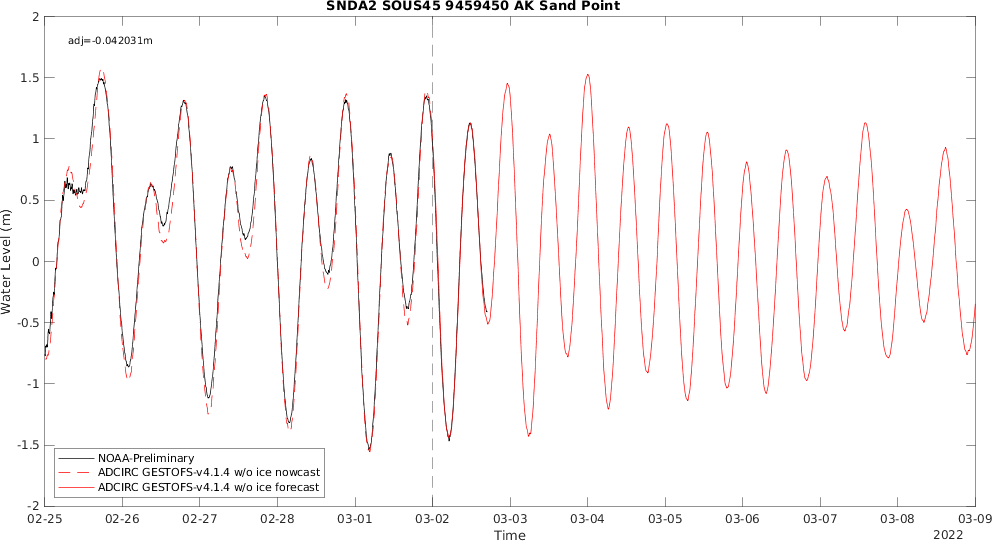 SNDA2 SOUS45 9459450 AK Sand Point
adj=-0.042031m
2
1.5
1
0.5
0
-0.5
-1
-1.5
-2
Water Level (m)
NOAA-Preliminary
ADCIRC GESTOFS-v4.1.4 w/o ice nowcast
ADCIRC GESTOFS-v4.1.4 w/o ice forecast
02-25 02-26 02-27 02-28 03-01 03-02 03-03 03-04 03-05 03-06 03-07 03-08 03-09
Time
2022